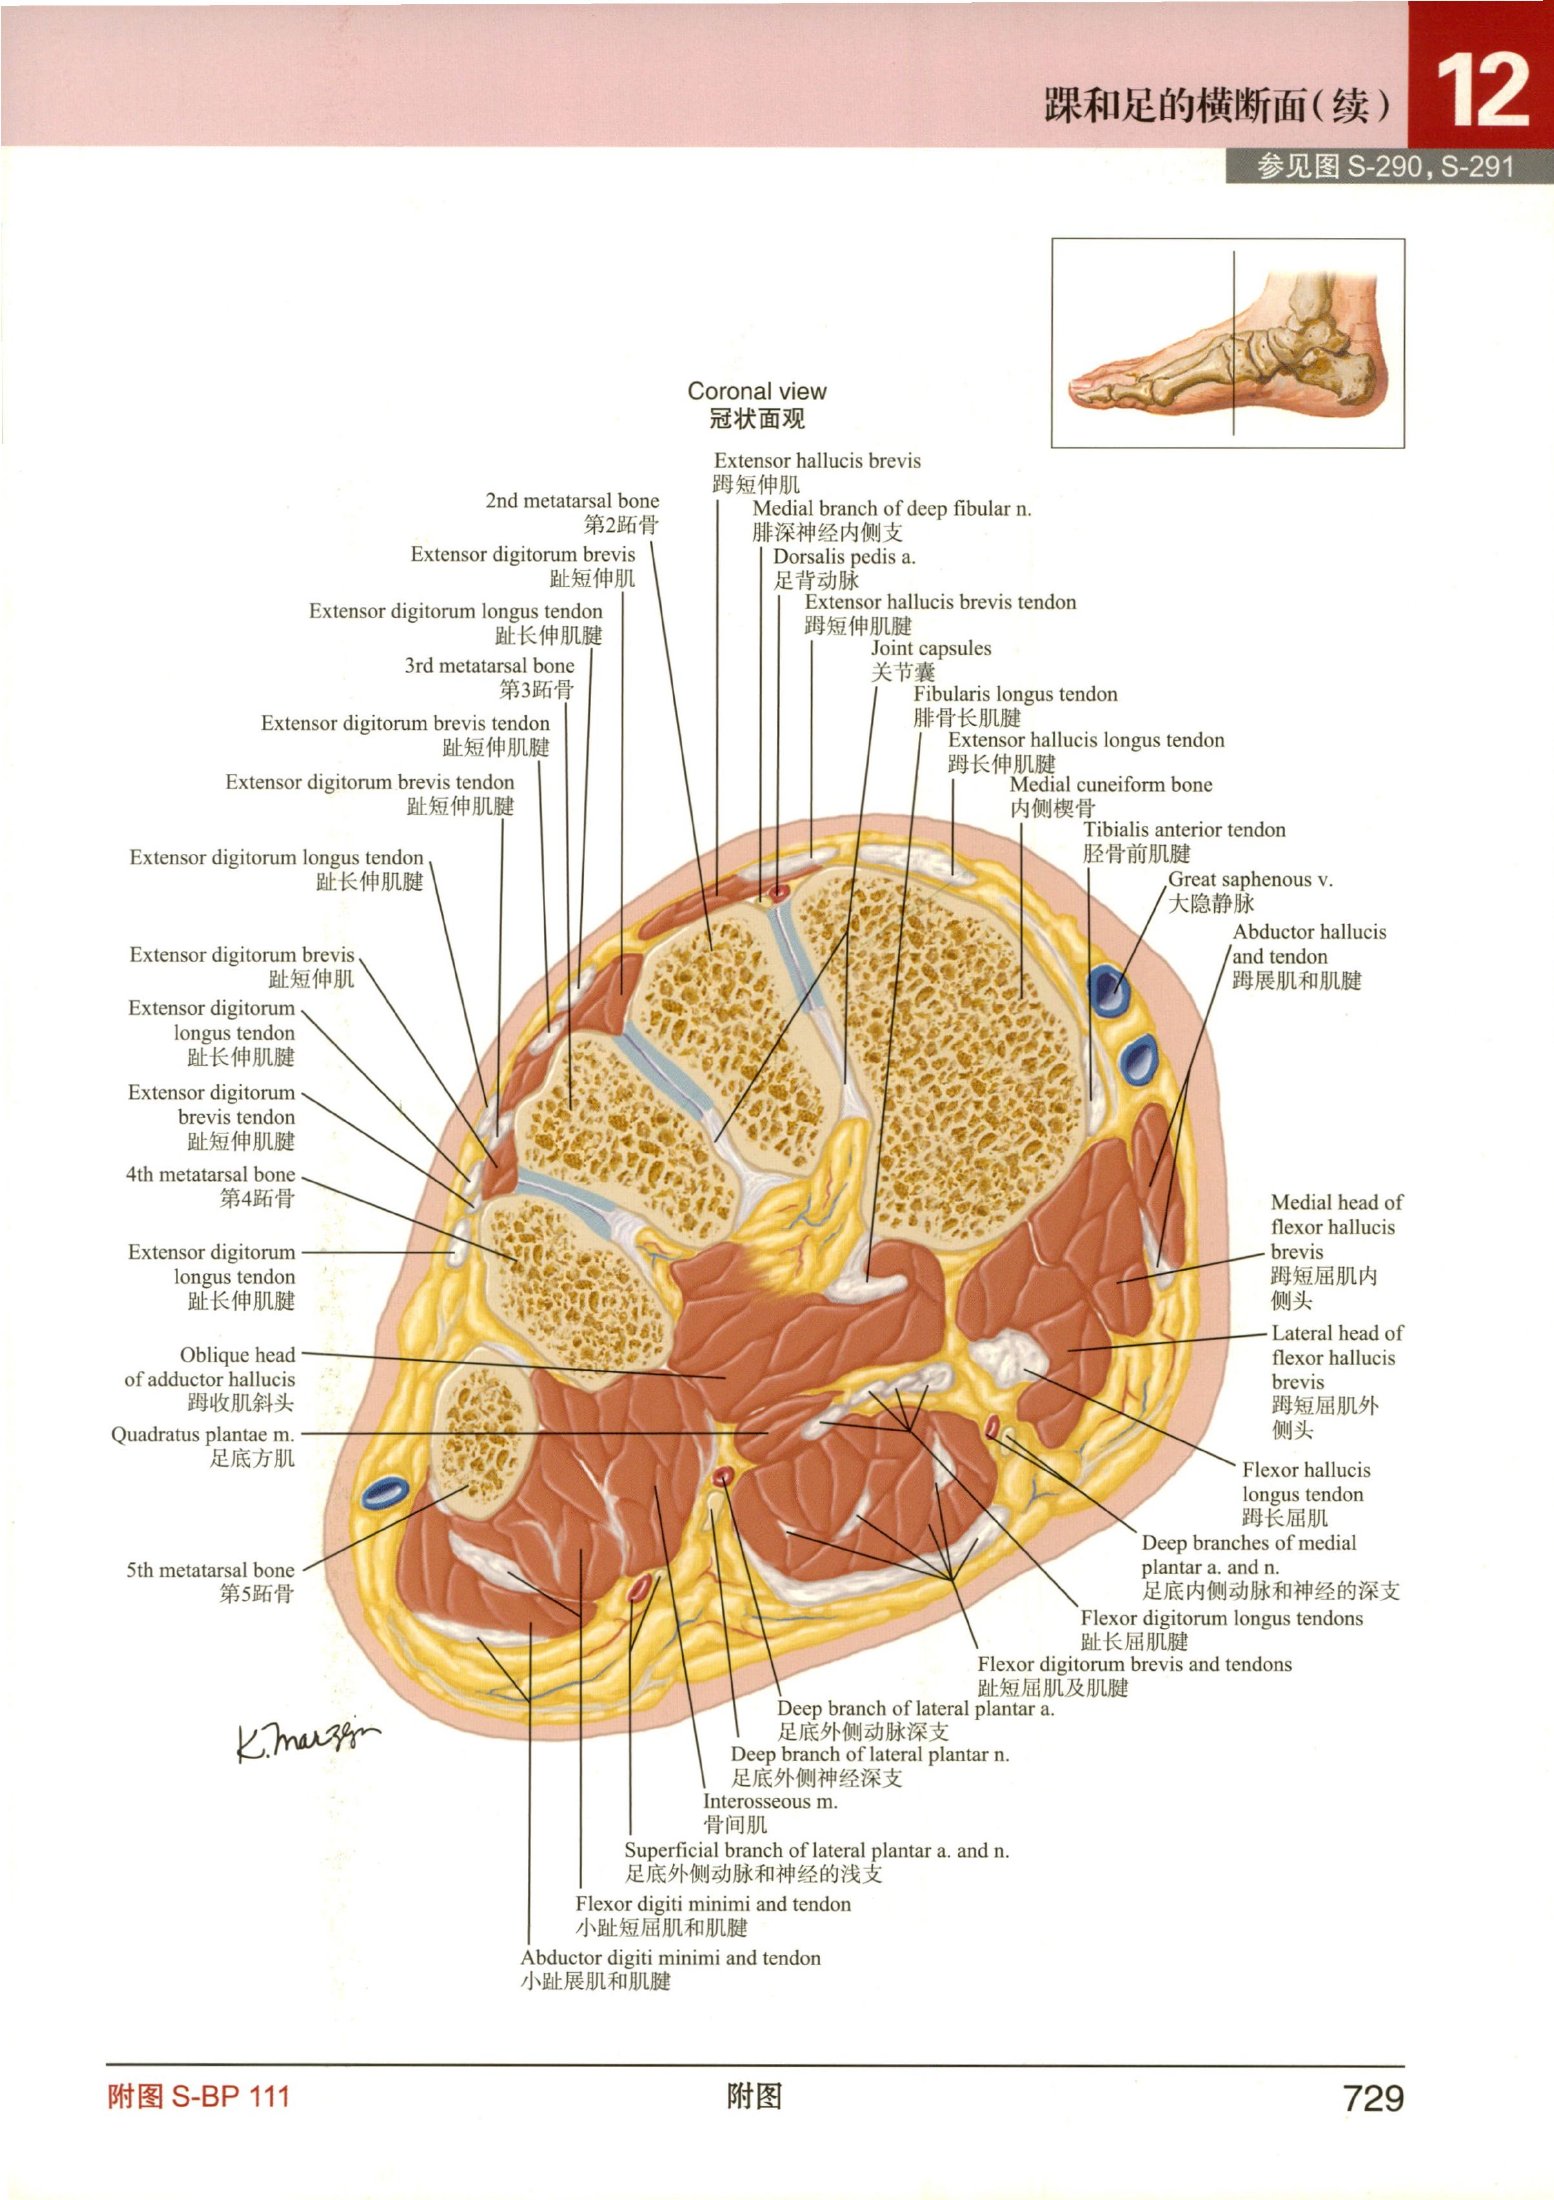 踝和足的横断面(续)
12
参见图 S-290, S-291
Coronal view
冠状面观
Extensor hallucis brevis
𧿹短伸肌
2nd metatarsal bone
第2跖骨
Medial branch of deep fibular n.
腓深神经内侧支
Extensor digitorum brevis
趾短伸肌
Dorsalis pedis a.
足背动脉
Extensor digitorum longus tendon
趾长伸肌腱
Extensor hallucis brevis tendon
𧿹短伸肌腱
3rd metatarsal bone
第3跖骨
Joint capsules
关节囊
Extensor digitorum brevis tendon
趾短伸肌腱
Fibularis longus tendon
腓骨长肌腱
Extensor digitorum brevis tendon
趾短伸肌腱
Extensor hallucis longus tendon
𧿹长伸肌腱
Medial cuneiform bone
内侧楔骨
Tibialis anterior tendon
胫骨前肌腱
Extensor digitorum longus tendon
趾长伸肌腱
Great saphenous v.
大隐静脉
Abductor hallucis
and tendon
𧿹展肌和肌腱
Extensor digitorum brevis
趾短伸肌
Extensor digitorum
longus tendon
趾长伸肌腱
Extensor digitorum
brevis tendon
趾短伸肌腱
4th metatarsal bone
第4跖骨
Extensor digitorum
longus tendon
趾长伸肌腱
Medial head of
flexor hallucis
brevis
𧿹短屈肌内
侧头
Oblique head
of adductor hallucis
𧿹收肌斜头
Lateral head of
flexor hallucis
brevis
𧿹短屈肌外
侧头
Quadratus plantae m.
足底方肌
Flexor hallucis
longus tendon
𧿹长屈肌
5th metatarsal bone
第5跖骨
Deep branches of medial
plantar a. and n.
足底内侧动脉和神经的深支
Flexor digitorum longus tendons
趾长屈肌腱
Flexor digitorum brevis and tendons
趾短屈肌及肌腱
Deep branch of lateral plantar a.
足底外侧动脉深支
Deep branch of lateral plantar n.
足底外侧神经深支
Interosseous m.
骨间肌
Superficial branch of lateral plantar a. and n.
足底外侧动脉和神经的浅支
Flexor digiti minimi and tendon
小趾短屈肌和肌腱
Abductor digiti minimi and tendon
小趾展肌和肌腱
附图 S-BP 111
附图
729